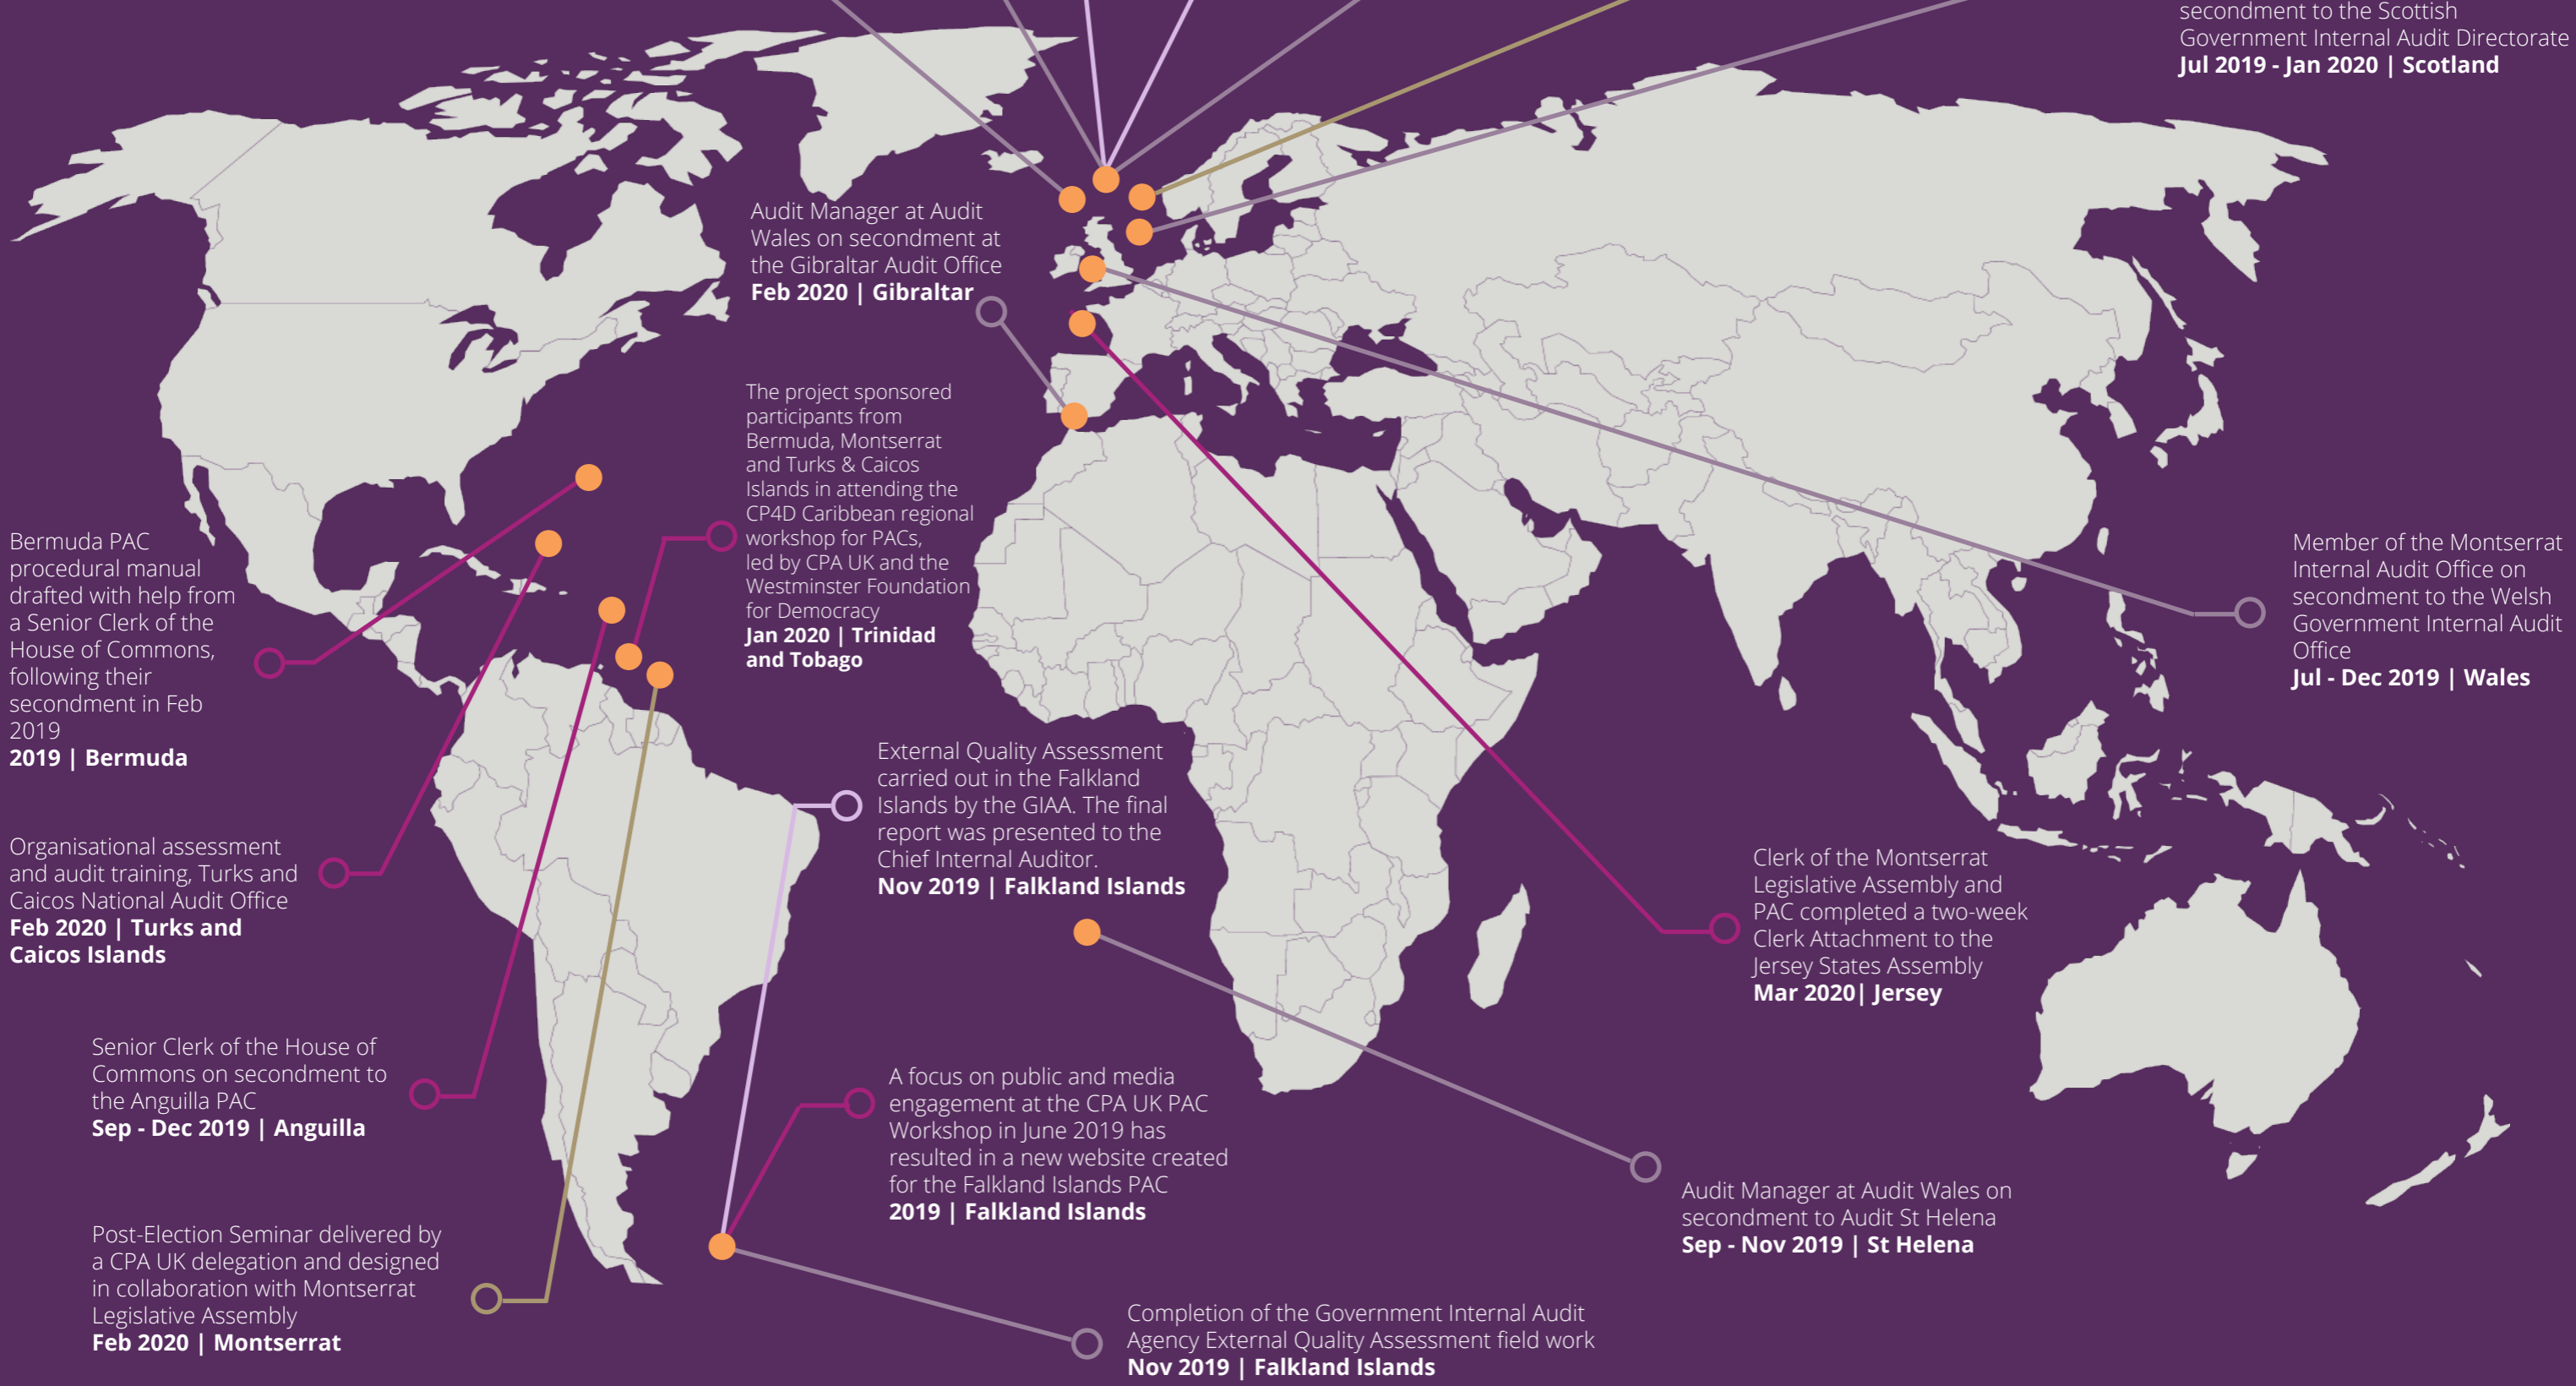 secondment to the Scottish
Government Internal Audit Directorate
Jul 2019 - Jan 2020 | Scotland
Audit Manager at Audit
Wales on secondment at
the Gibraltar Audit Office
Feb 2020 | Gibraltar
The project sponsored
participants from
Bermuda, Montserrat
and Turks & Caicos
Islands in attending the
CP4D Caribbean regional
workshop for PACs,
led by CPA UK and the
Westminster Foundation
for Democracy
Jan 2020 | Trinidad
and Tobago
Bermuda PAC
procedural manual
drafted with help from
a Senior Clerk of the
House of Commons,
following their
secondment in Feb
2019
2019 | Bermuda
Member of the Montserrat
Internal Audit Office on
secondment to the Welsh
Government Internal Audit
Office
Jul - Dec 2019 | Wales
External Quality Assessment
carried out in the Falkland
Islands by the GIAA. The final
report was presented to the
Chief Internal Auditor.
Nov 2019 | Falkland Islands
Organisational assessment
and audit training, Turks and
Caicos National Audit Office
Feb 2020 | Turks and
Caicos Islands
Clerk of the Montserrat
Legislative Assembly and
PAC completed a two-week
Clerk Attachment to the
Jersey States Assembly
Mar 2020| Jersey
Senior Clerk of the House of
Commons on secondment to
the Anguilla PAC
Sep - Dec 2019 | Anguilla
A focus on public and media
engagement at the CPA UK PAC
Workshop in June 2019 has
resulted in a new website created
for the Falkland Islands PAC
2019 | Falkland Islands
Audit Manager at Audit Wales on
secondment to Audit St Helena
Sep - Nov 2019 | St Helena
Post-Election Seminar delivered by
a CPA UK delegation and designed
in collaboration with Montserrat
Legislative Assembly
Feb 2020 | Montserrat
Completion of the Government Internal Audit
Agency External Quality Assessment field work
Nov 2019 | Falkland Islands